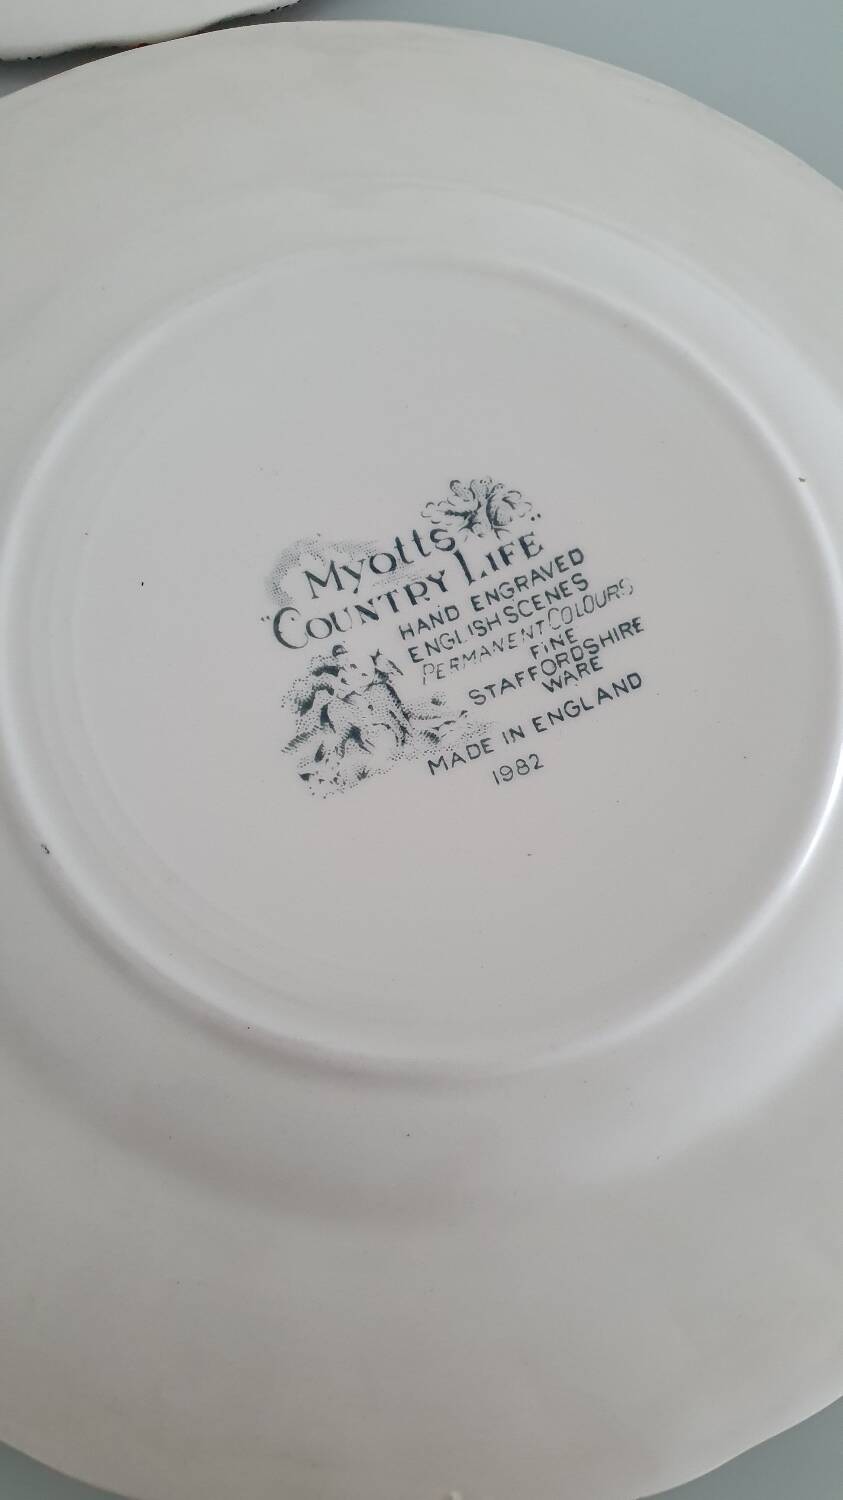 Myotts
"COUNTRY LIFE"
HAND ENGRAVED
ENGLISH SCENES
PERMANENT COLOURS
FINE
STAFFORDSHIRE
WARE
MADE IN ENGLAND
1982